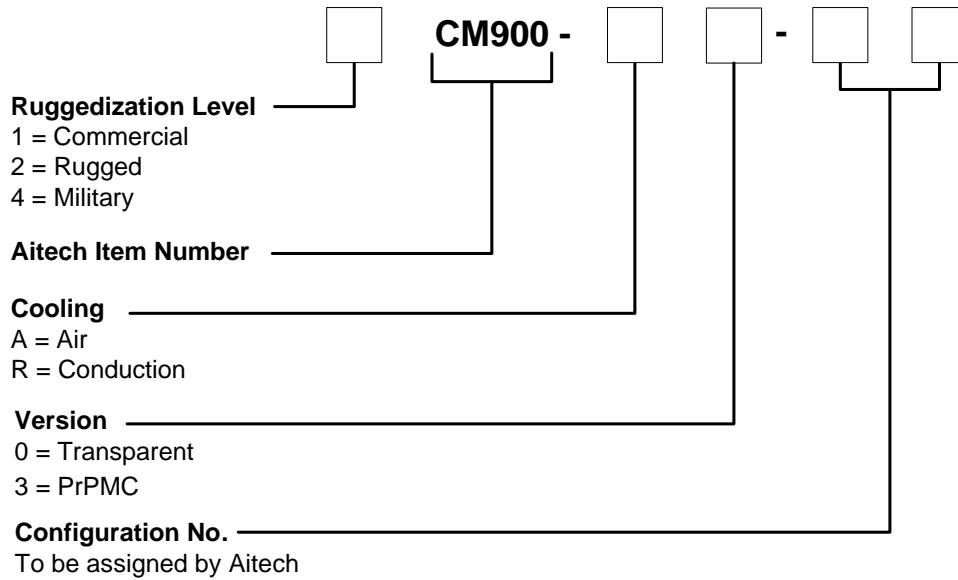 CM900 - -
Ruggedization Level
1 = Commercial
2 = Rugged
4 = Military
Aitech Item Number
Cooling
A = Air
R = Conduction
Version
0 = Transparent
3 = PrPMC
Configuration No.
To be assigned by Aitech